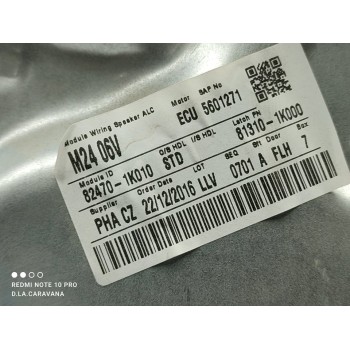 Module Wiring Speaker ALC Motor SAP No
M24 06V ECU 5601271
Module ID O/S HDL I/S HDL Latch PN
82470-1K010 STD 81310-1K000
Supplier Order Date LOT SEQ Sft Door Box
PHA CZ 22/12/2016 LLV 0701 A FLH 7
REDMI NOTE 10 PRO
D.LA.CARAVANA